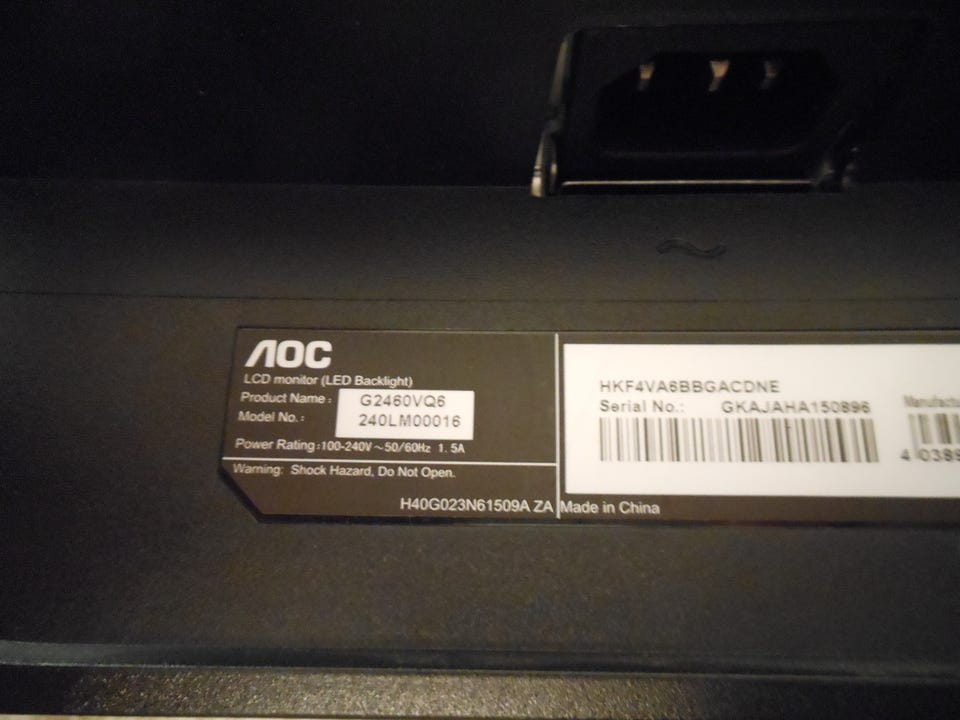 AOC
LCD monitor (LED Backlight)
Product Name : G2460VQ6
Model No. : 240LM00016
Power Rating : 100-240V ~ 50/60Hz 1. 5A
Warning: Shock Hazard, Do Not Open.
H40G023N61509A ZA
Made in China
HKF4VA6BBGACDNE
Serial No.: GKAJAHA150896